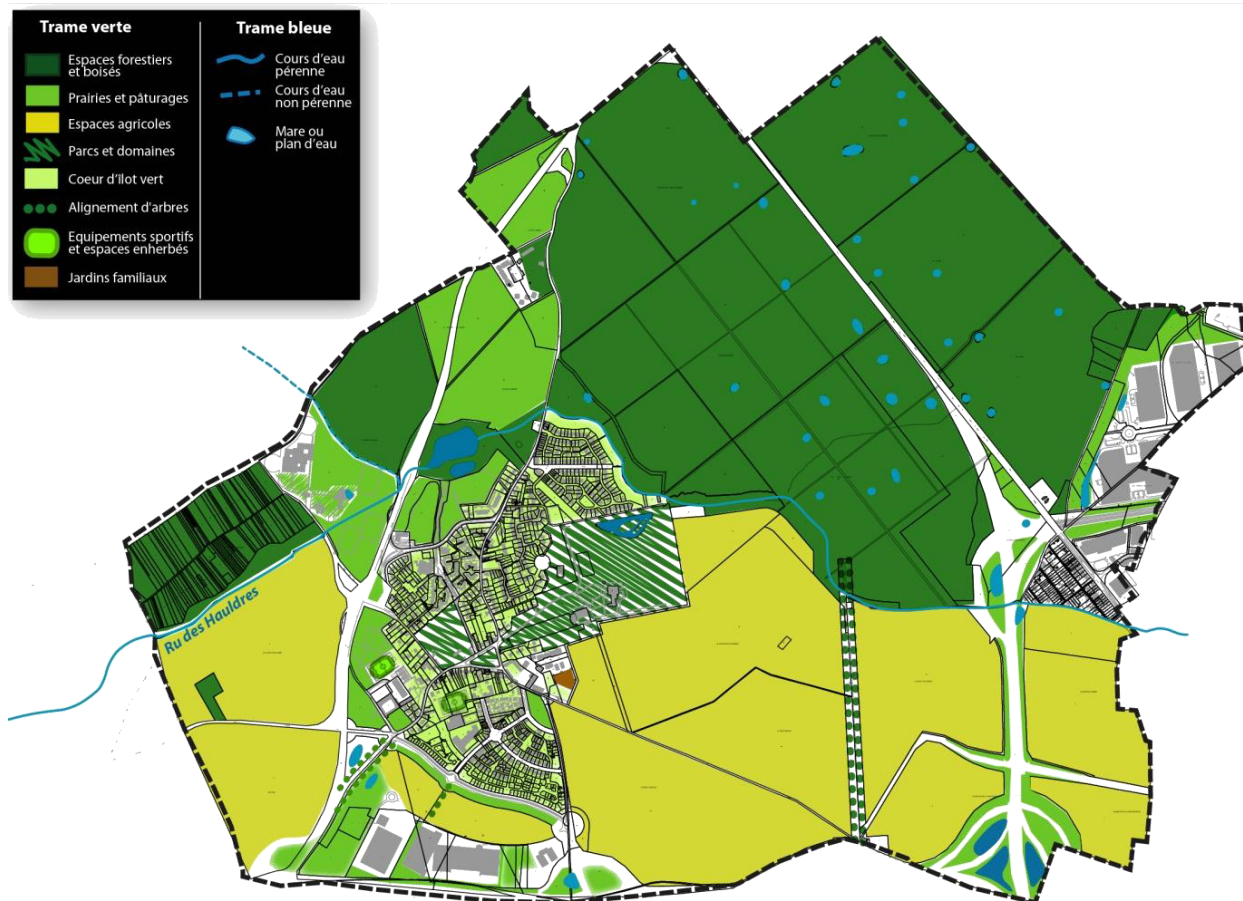 Trame verte
Espaces forestiers
et boisés
Prairies et pâturages
Espaces agricoles
Parcs et domaines
Coeur d'îlot vert
Alignement d'arbres
Equipements sportifs
et espaces enherbés
Jardins familiaux
Trame bleue
Cours d'eau
pérenne
Cours d'eau
non pérenne
Mare ou
plan d'eau
Ru des Hauldres